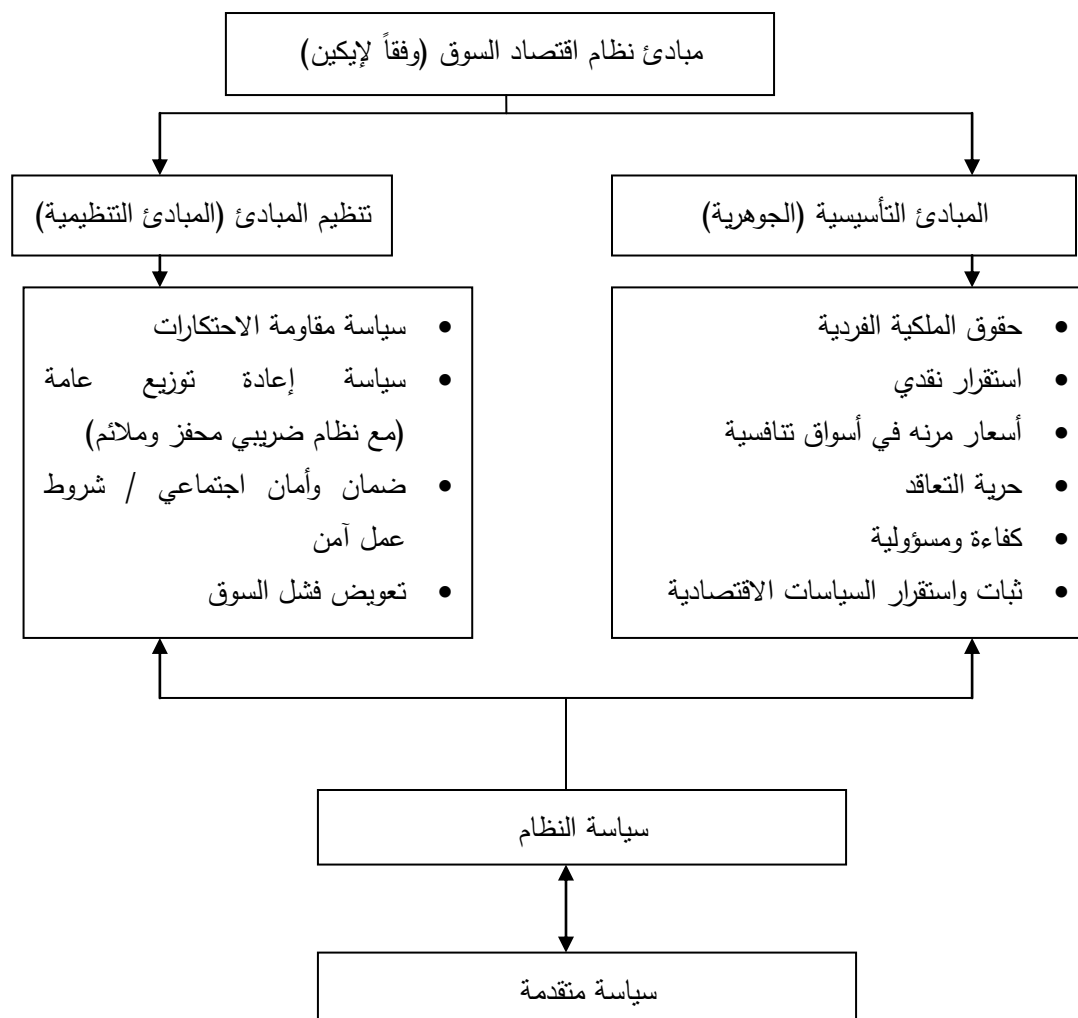 مبادئ نظام اقتصاد السوق (وفقاً لإيكين)
المبادئ التأسيسية (الجوهرية)
تنظيم المبادئ (المبادئ التنظيمية)
• حقوق الملكية الفردية
• استقرار نقدي
• أسعار مرنه في أسواق تنافسية
• حرية التعاقد
• كفاءة ومسؤولية
• ثبات واستقرار السياسات الاقتصادية
• سياسة مقاومة الاحتكارات
• سياسة إعادة توزيع عامة
(مع نظام ضريبي محفز وملائم)
• ضمان وأمان اجتماعي / شروط
عمل آمن
• تعويض فشل السوق
سياسة النظام
سياسة متقدمة